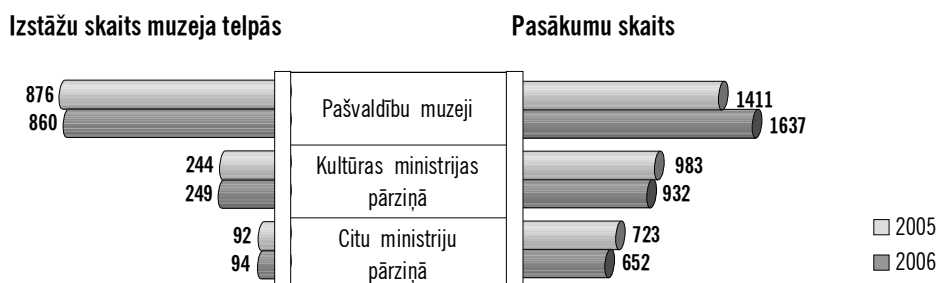 Izstāžu skaits muzeja telpās
Pasākumu skaits
876
860
Pašvaldību muzeji
1411
1637
244
249
Kultūras ministrijas
pārziņā
983
932
92
94
Citu ministriju
pārziņā
723
652
2005
2006